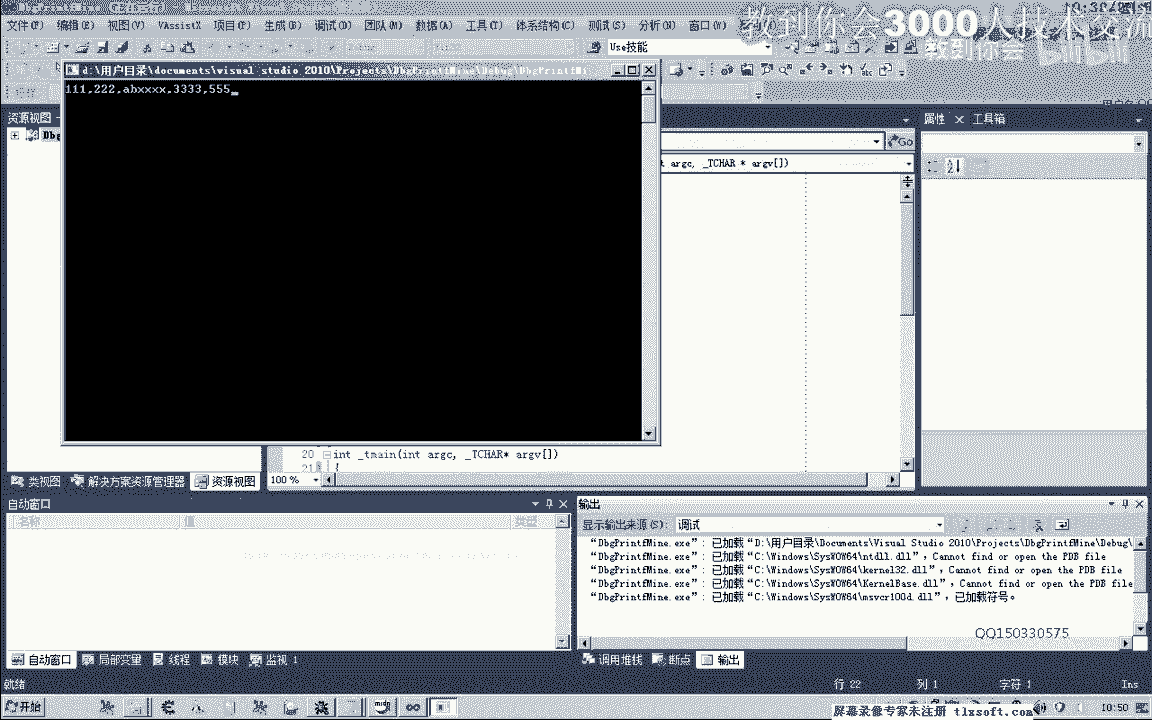 教到你会3000人技术交流
教到你会
文件(F) 编辑(E) 视图(V) VAssistX 项目(P) 生成(B) 调试(D) 团队(M) 数据(A) 工具(T) 体系结构(C) 测试(S) 分析(N) 窗口(W)
Use技能
d:\用户目录\documents\visual studio 2010\Projects\DbgPrintfMine\Debug\DbgPrintfMi
111,222,abxxxx,3333,555_
资源视图
Dbg
属性 工具箱
Go
t argc, _TCHAR * argv[])
20 int _tmain(int argc, _TCHAR* argv[])
21 {
100 %
类视图 解决方案资源管理器 资源视图
自动窗口
名称 值 类型
输出
显示输出来源(S): 调试
“DbgPrintfMine.exe”: 已加载“D:\用户目录\Documents\Visual Studio 2010\Projects\DbgPrintfMine\Debug\
“DbgPrintfMine.exe”: 已加载“C:\Windows\SysWOW64\ntdll.dll”，Cannot find or open the PDB file
“DbgPrintfMine.exe”: 已加载“C:\Windows\SysWOW64\kernel32.dll”，Cannot find or open the PDB file
“DbgPrintfMine.exe”: 已加载“C:\Windows\SysWOW64\KernelBase.dll”，Cannot find or open the PDB file
“DbgPrintfMine.exe”: 已加载“C:\Windows\SysWOW64\msvcr100d.dll”，已加载符号。
QQ150330575
自动窗口 局部变量 线程 模块 监视 1
调用堆栈 断点 输出
就绪 行 22 列 1 字符 1 Ins
开始 10:50
屏幕录像专家未注册 tlxsoft.com